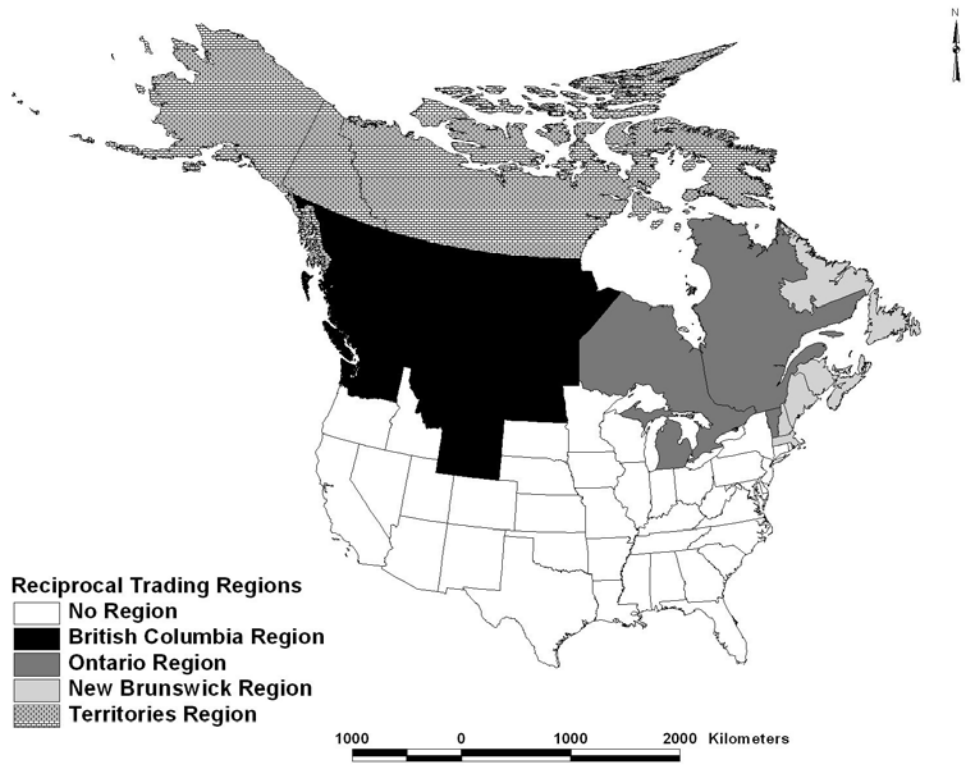 N
Reciprocal Trading Regions
No Region
British Columbia Region
Ontario Region
New Brunswick Region
Territories Region
1000 0 1000 2000 Kilometers